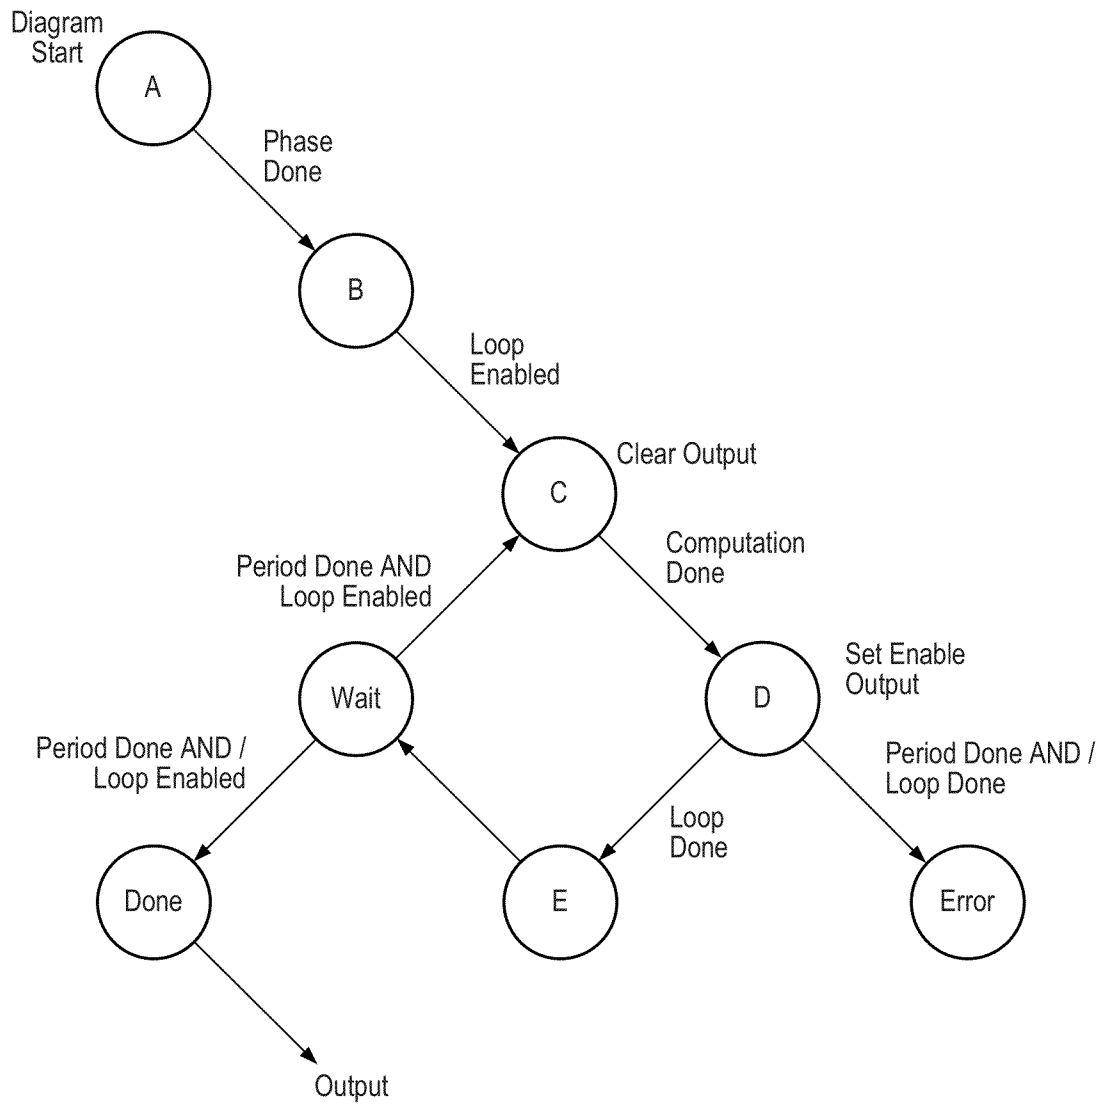 Diagram
Start
A
Phase
Done
B
Loop
Enabled
C
Clear Output
Computation
Done
Period Done AND
Loop Enabled
Wait
D
Set Enable
Output
Period Done AND /
Loop Enabled
Period Done AND /
Loop Done
Loop
Done
Done
E
Error
Output